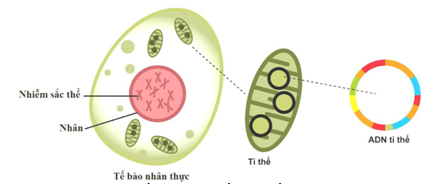 Nhiễm sắc thể
Nhân
Tế bào nhân thực
Ti thể
ADN ti thể